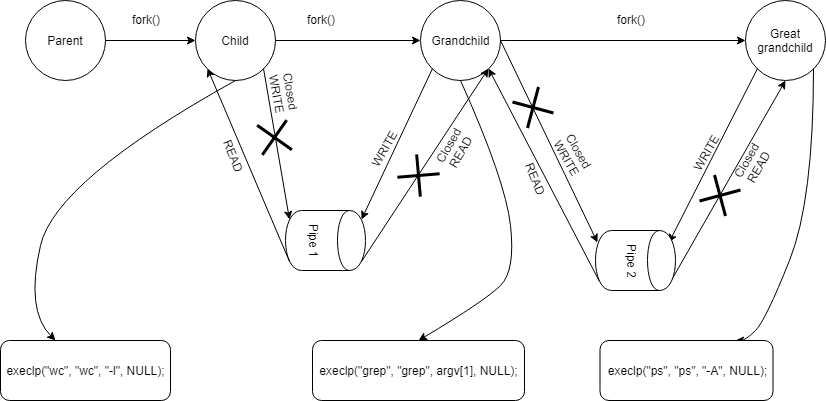 fork()
fork()
fork()
Parent
Child
Grandchild
Great
grandchild
Closed
WRITE
READ
WRITE
Closed
READ
Closed
WRITE
READ
WRITE
Closed
READ
Pipe 1
Pipe 2
execlp("wc", "wc", "-l", NULL);
execlp("grep", "grep", argv[1], NULL);
execlp("ps", "ps", "-A", NULL);